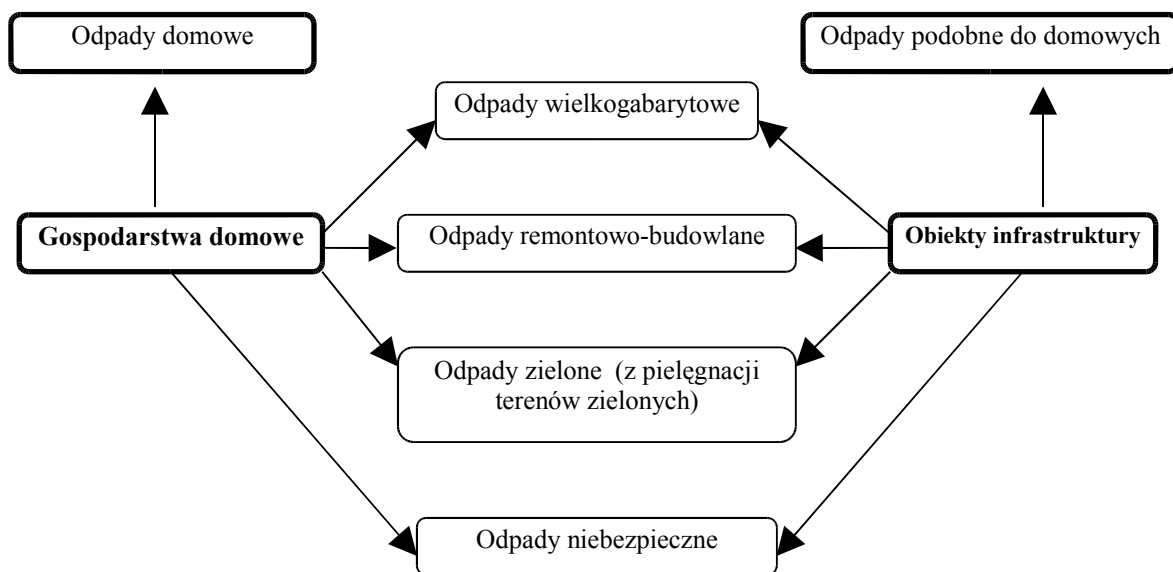 Odpady domowe
Odpady podobne do domowych
Odpady wielkogabarytowe
Gospodarstwa domowe
Odpady remontowo-budowlane
Obiekty infrastruktury
Odpady zielone  (z pielęgnacji
terenów zielonych)
Odpady niebezpieczne